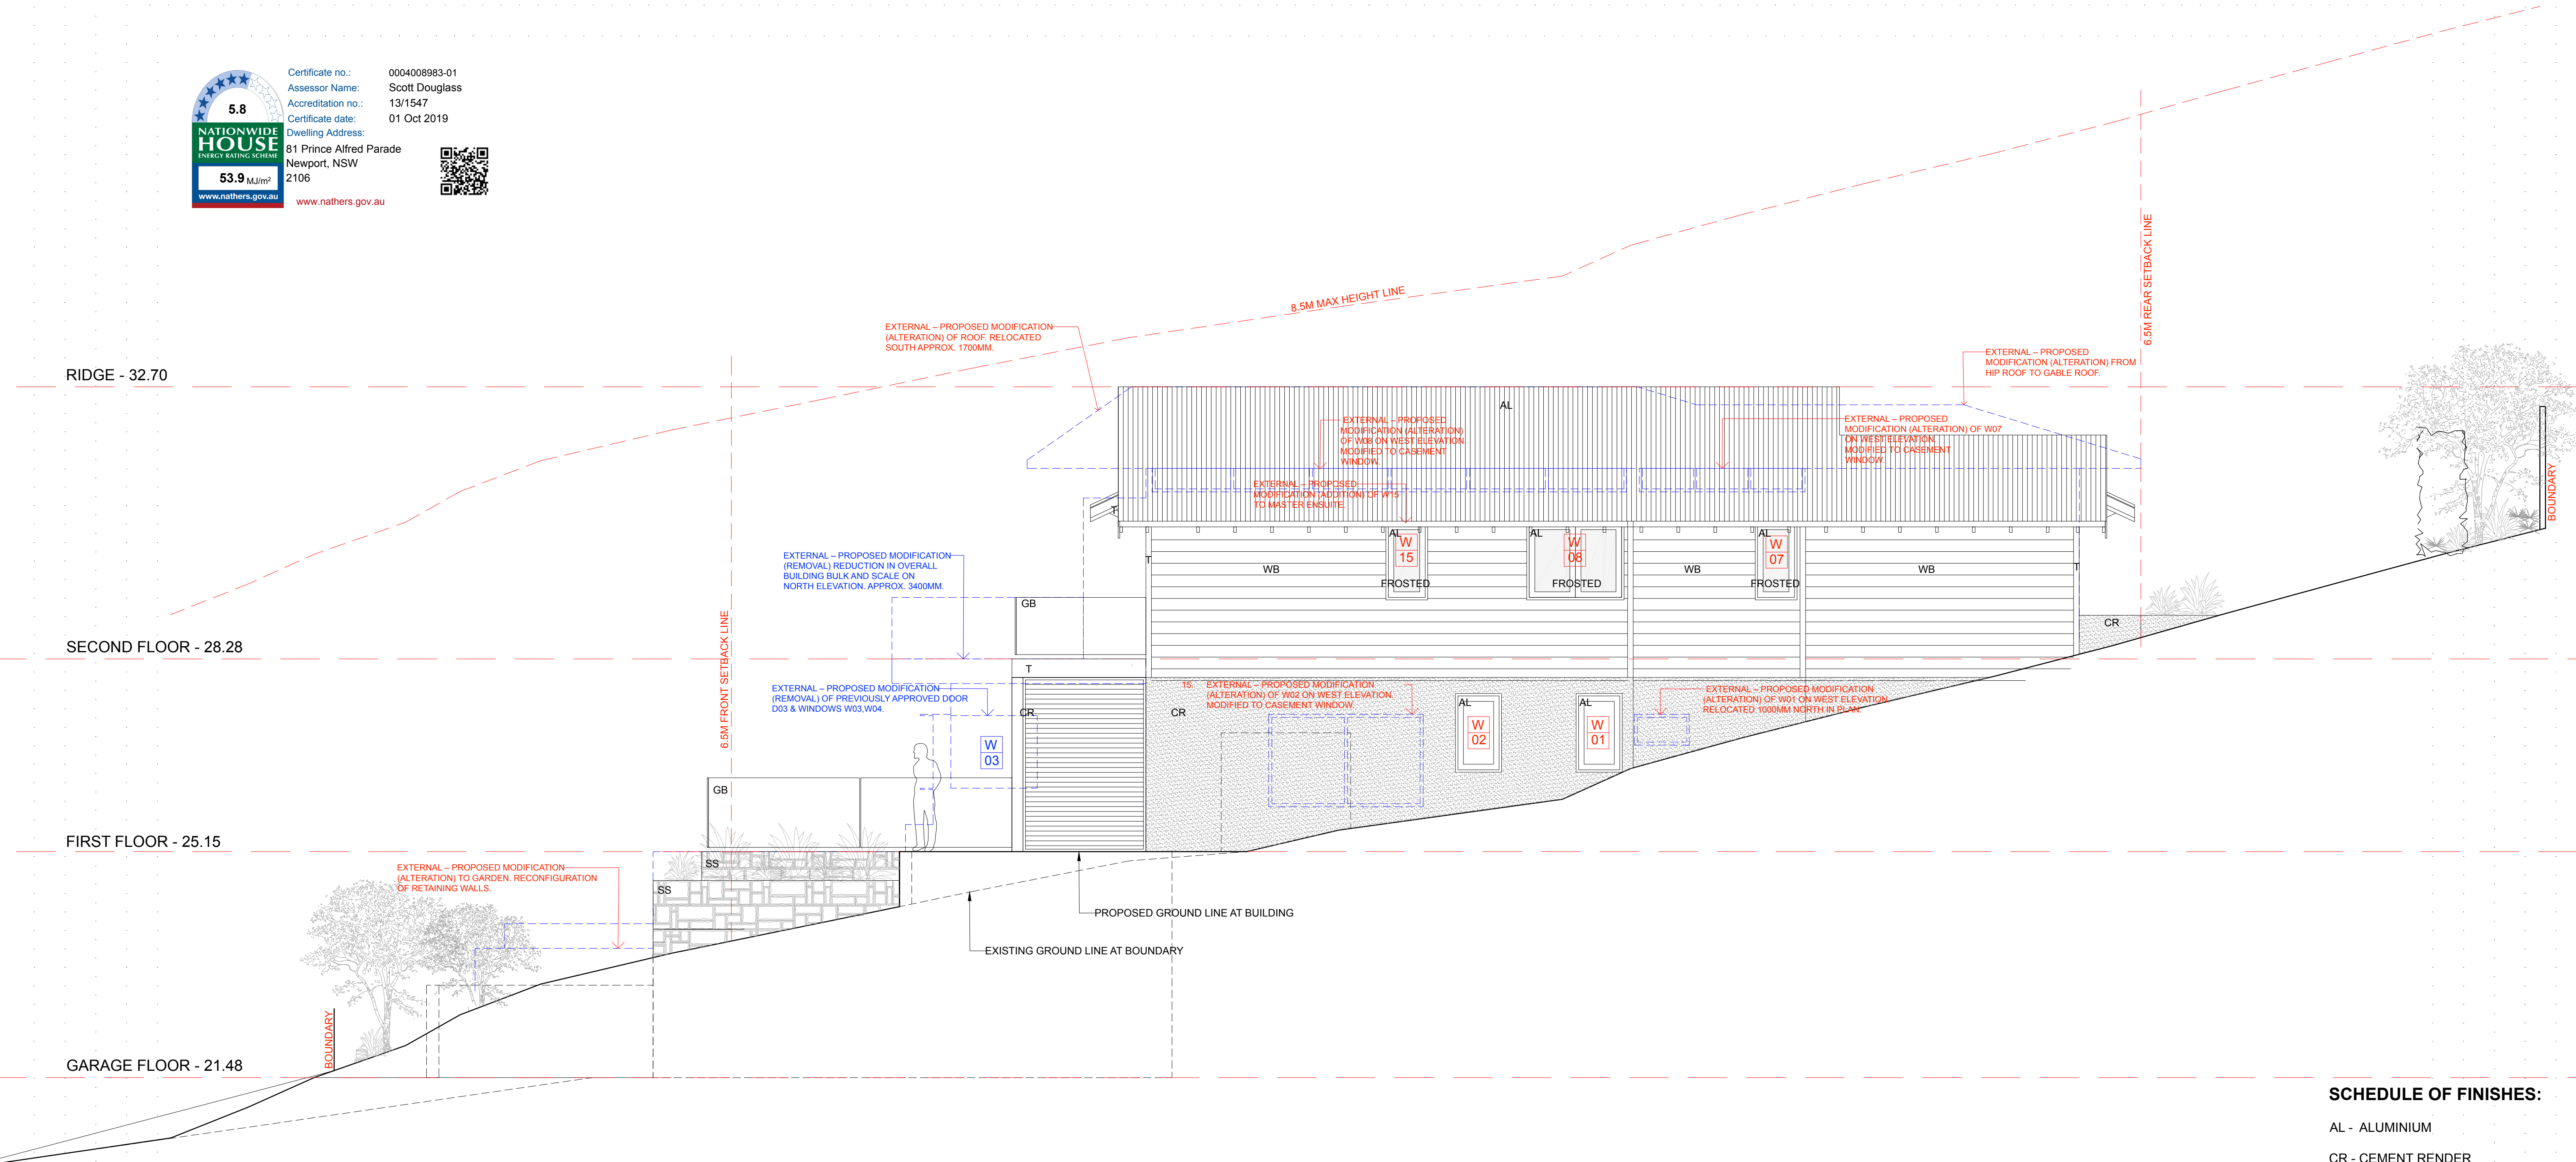 5.8
NATIONWIDE
HOUSE
ENERGY RATING SCHEME
53.9 MJ/m²
www.nathers.gov.au
Certificate no.: 0004008983-01
Assessor Name: Scott Douglass
Accreditation no.: 13/1547
Certificate date: 01 Oct 2019
Dwelling Address:
81 Prince Alfred Parade
Newport, NSW
2106
www.nathers.gov.au
8.5M MAX HEIGHT LINE
6.5M REAR SETBACK LINE
EXTERNAL – PROPOSED MODIFICATION
(ALTERATION) OF ROOF. RELOCATED
SOUTH APPROX. 1700MM.
EXTERNAL – PROPOSED
MODIFICATION (ALTERATION) FROM
HIP ROOF TO GABLE ROOF.
RIDGE - 32.70
AL
EXTERNAL – PROPOSED
MODIFICATION (ALTERATION)
OF W08 ON WEST ELEVATION
MODIFIED TO CASEMENT
WINDOW.
EXTERNAL – PROPOSED
MODIFICATION (ALTERATION) OF W07
ON WEST ELEVATION.
MODIFIED TO CASEMENT
WINDOW.
EXTERNAL – PROPOSED
MODIFICATION (ADDITION) OF W15
TO MASTER ENSUITE.
BOUNDARY
T
AL
W
15
FROSTED
AL
W
08
FROSTED
AL
W
07
FROSTED
T
WB
WB
WB
T
EXTERNAL – PROPOSED MODIFICATION
(REMOVAL) REDUCTION IN OVERALL
BUILDING BULK AND SCALE ON
NORTH ELEVATION. APPROX. 3400MM.
GB
CR
SECOND FLOOR - 28.28
6.5M FRONT SETBACK LINE
T
EXTERNAL – PROPOSED MODIFICATION
(REMOVAL) OF PREVIOUSLY APPROVED DOOR
D03 & WINDOWS W03,W04.
15. EXTERNAL – PROPOSED MODIFICATION
(ALTERATION) OF W02 ON WEST ELEVATION.
MODIFIED TO CASEMENT WINDOW.
EXTERNAL – PROPOSED MODIFICATION
(ALTERATION) OF W01 ON WEST ELEVATION
RELOCATED 1000MM NORTH IN PLAN.
CR
CR
AL
W
02
AL
W
01
W
03
GB
FIRST FLOOR - 25.15
SS
SS
EXTERNAL – PROPOSED MODIFICATION
(ALTERATION) TO GARDEN. RECONFIGURATION
OF RETAINING WALLS.
PROPOSED GROUND LINE AT BUILDING
EXISTING GROUND LINE AT BOUNDARY
BOUNDARY
GARAGE FLOOR - 21.48
SCHEDULE OF FINISHES:
AL - ALUMINIUM
CR - CEMENT RENDER